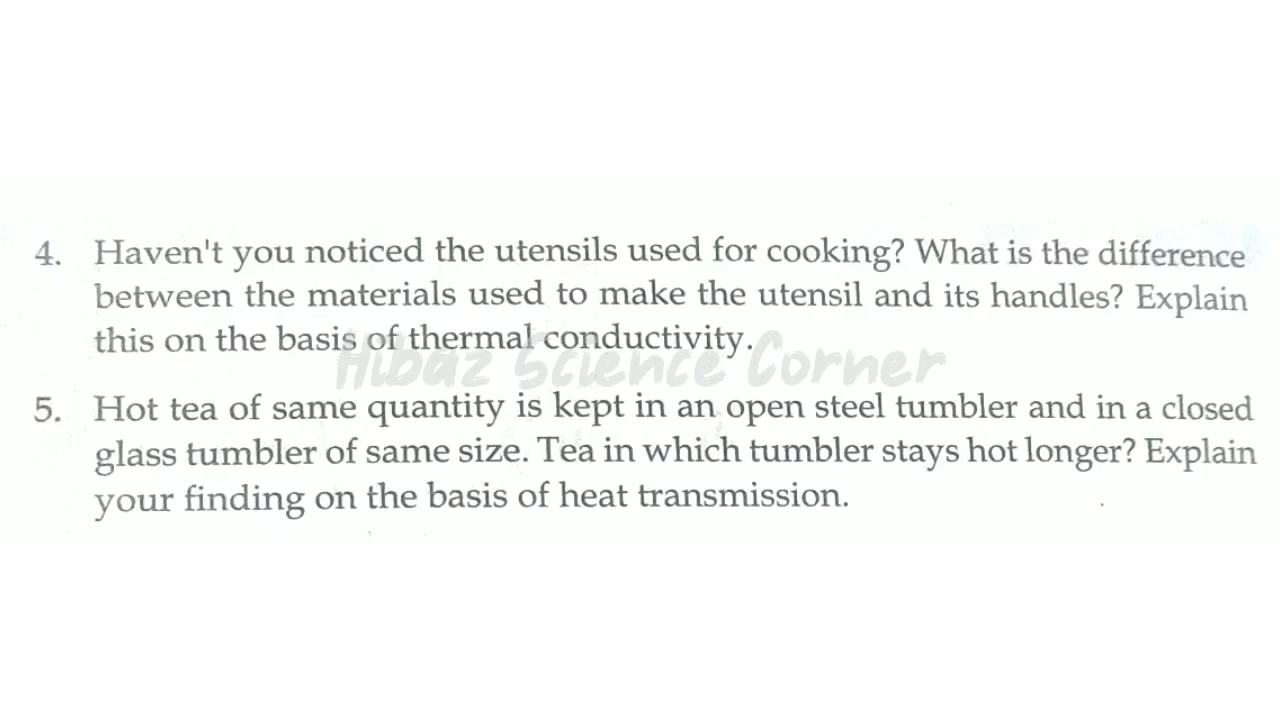 4. Haven't you noticed the utensils used for cooking? What is the difference
between the materials used to make the utensil and its handles? Explain
this on the basis of thermal conductivity.
Hibaz Science Corner
5. Hot tea of same quantity is kept in an open steel tumbler and in a closed
glass tumbler of same size. Tea in which tumbler stays hot longer? Explain
your finding on the basis of heat transmission.